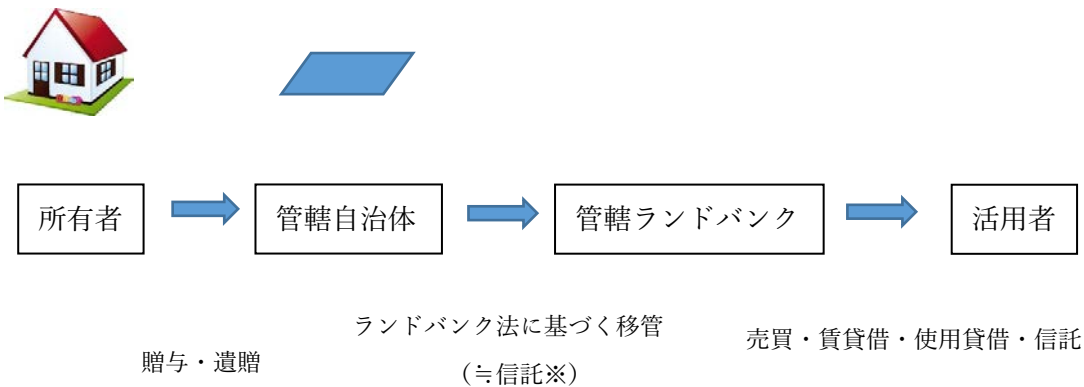 所有者
管轄自治体
管轄ランドバンク
活用者
贈与・遺贈
ランドバンク法に基づく移管
(≒信託※)
売買・賃貸借・使用貸借・信託